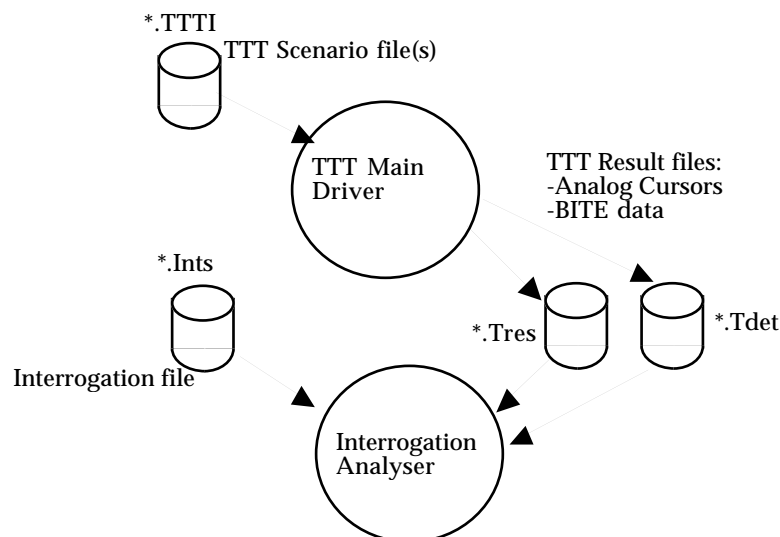 *.TTTI
TTT Scenario file(s)
TTT Main
Driver
TTT Result files:
-Analog Cursors
-BITE data
*.Ints
*.Tres
*.Tdet
Interrogation file
Interrogation
Analyser